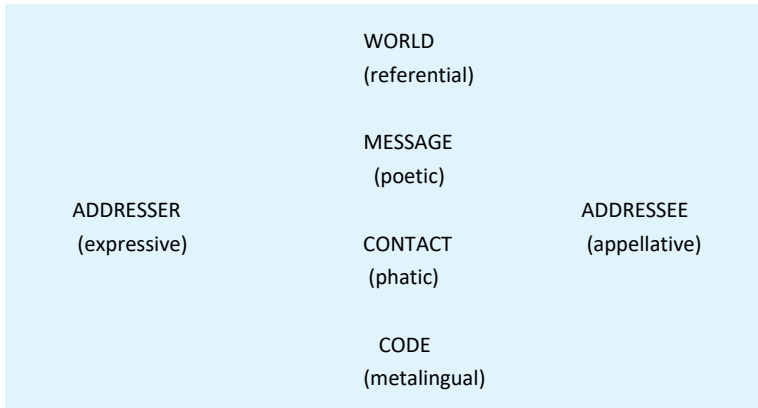 WORLD
(referential)
MESSAGE
(poetic)
ADDRESSER ADDRESSEE
(expressive) CONTACT (appellative)
(phatic)
CODE
(metalingual)